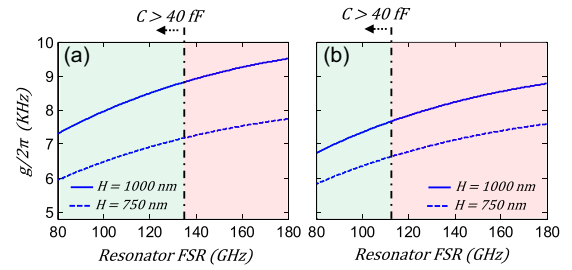 C > 40 fF
C > 40 fF
(a)
(b)
g/2π (KHz)
10
9
8
7
6
5
H = 1000 nm
H = 750 nm
H = 1000 nm
H = 750 nm
80 100 120 140 160 180
80 100 120 140 160 180
Resonator FSR (GHz)
Resonator FSR (GHz)